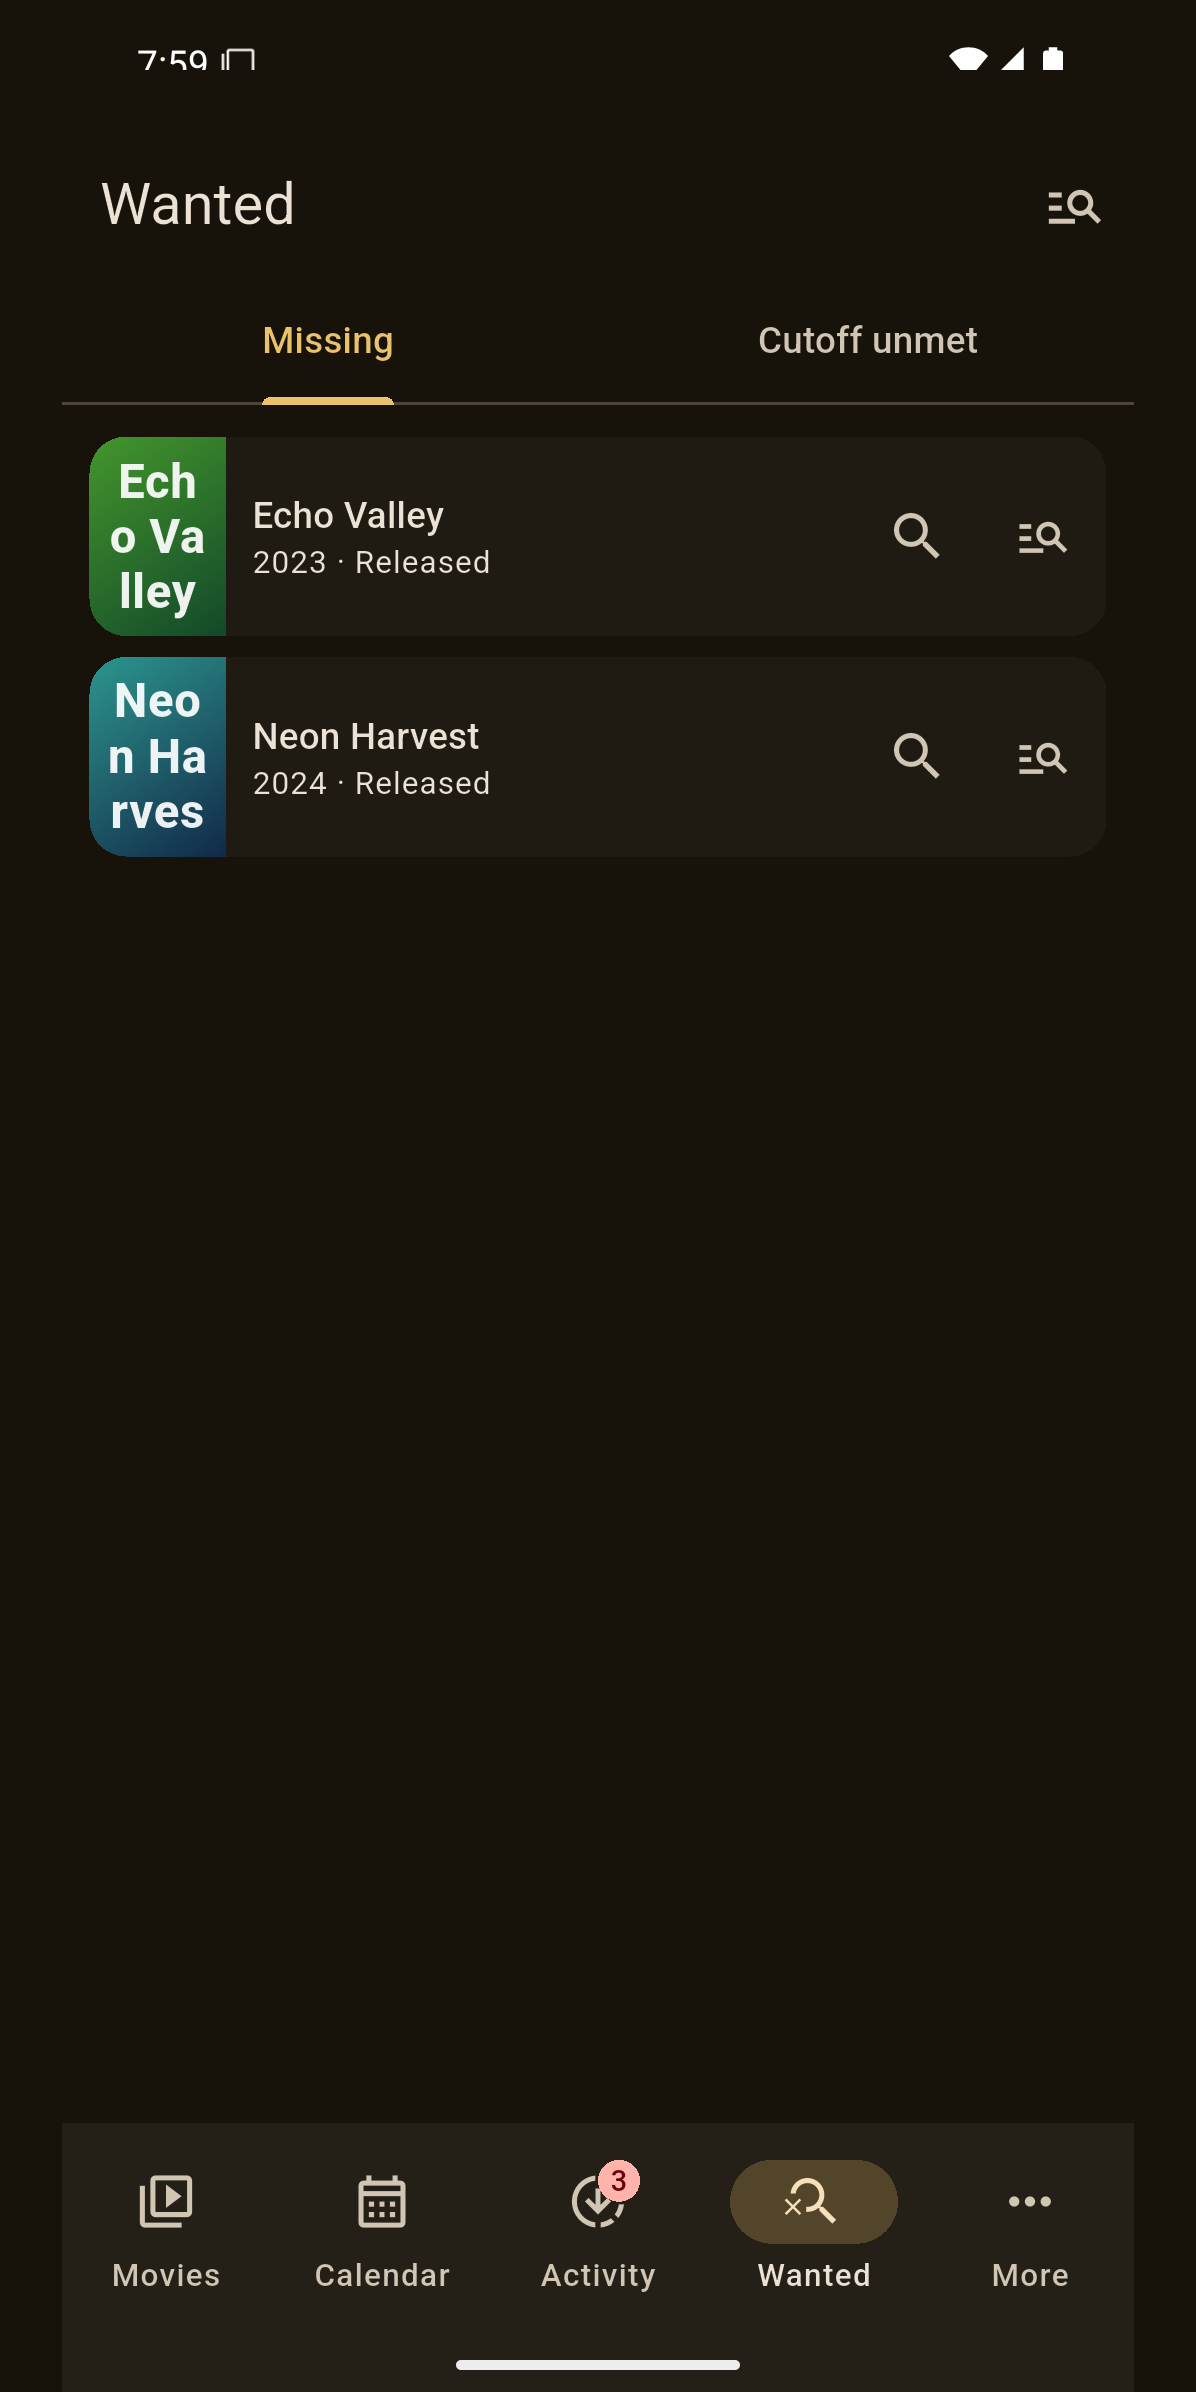 7:59
Wanted
Missing
Cutoff unmet
Ech
o Va
lley
Echo Valley
2023 · Released
Neo
n Ha
rves
Neon Harvest
2024 · Released
3
Movies
Calendar
Activity
Wanted
More